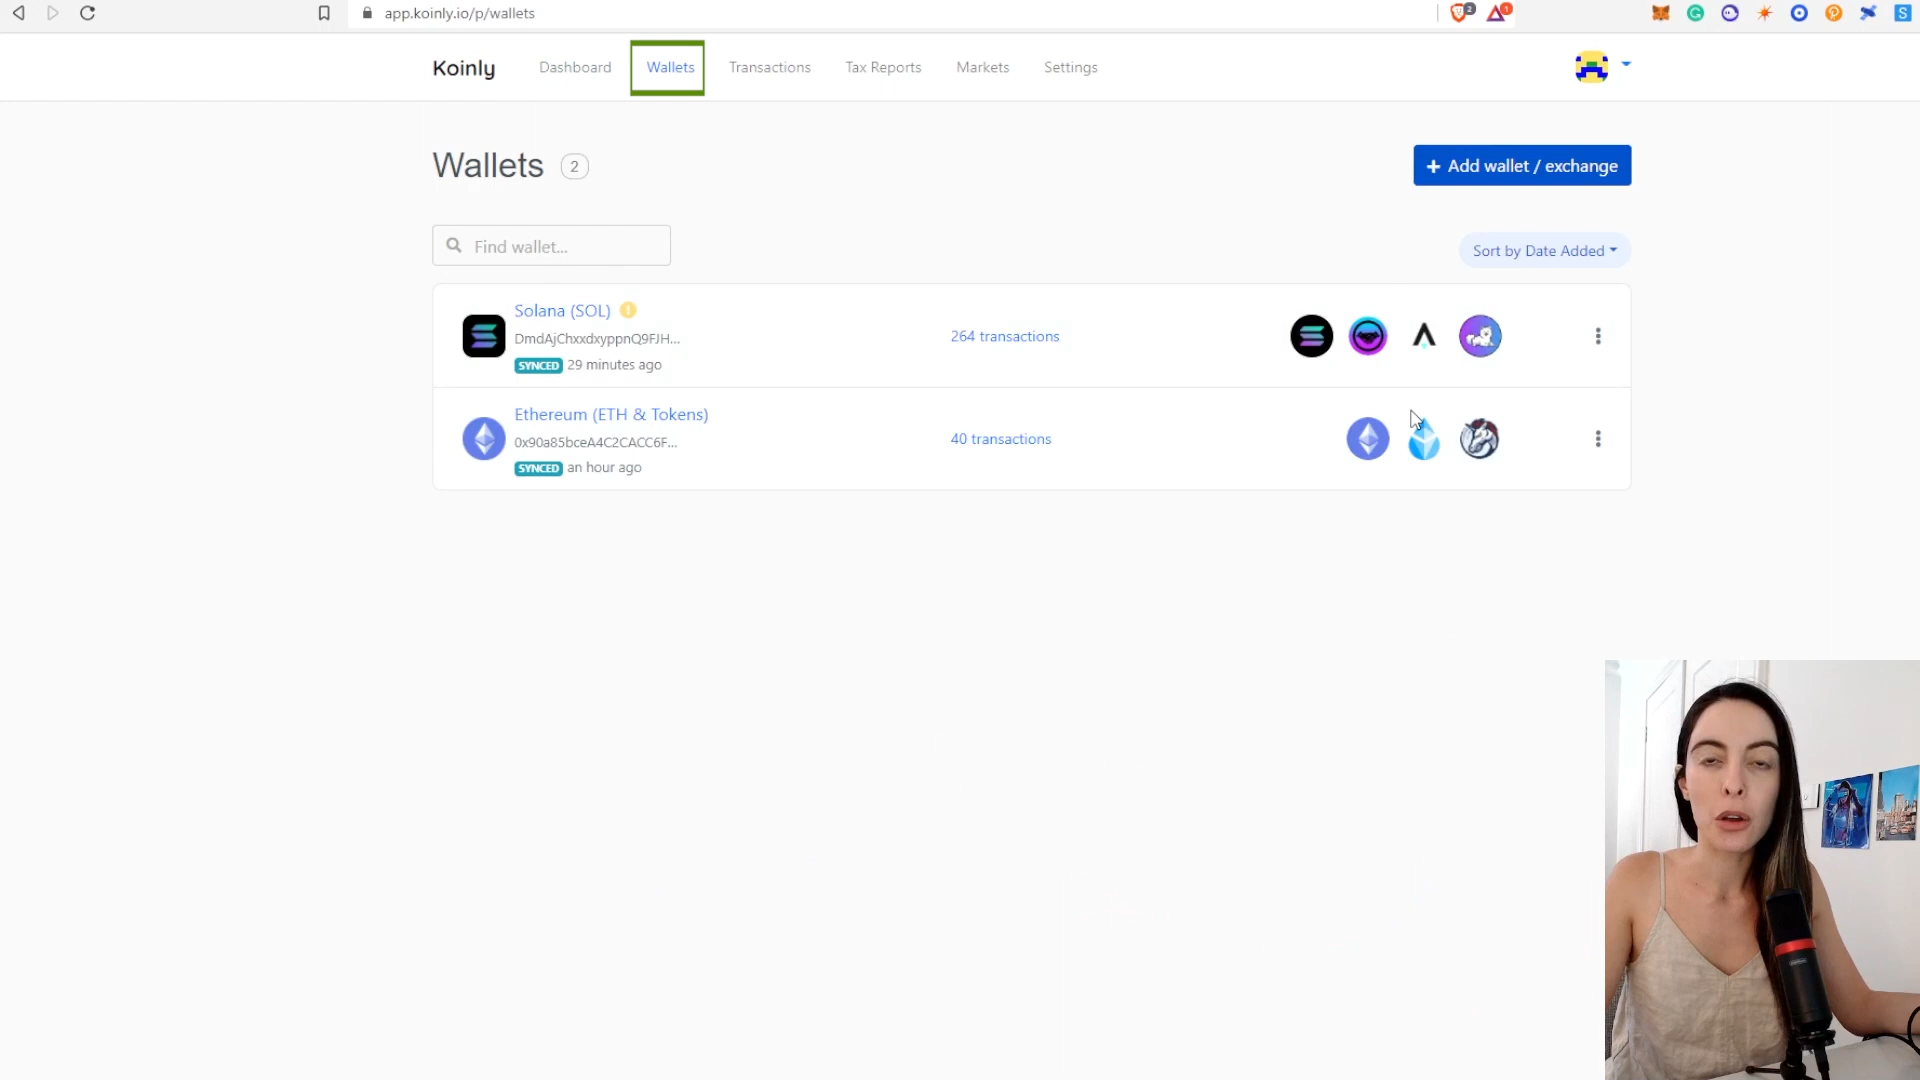 app.koinly.io/p/wallets
2
1
Koinly
Dashboard
Wallets
Transactions
Tax Reports
Markets
Settings
Wallets 2
+ Add wallet / exchange
Find wallet...
Sort by Date Added
Solana (SOL)
DmdAjChxxdxyppnQ9FJH...
SYNCED 29 minutes ago
264 transactions
Ethereum (ETH & Tokens)
0x90a85bceA4C2CACC6F...
SYNCED an hour ago
40 transactions